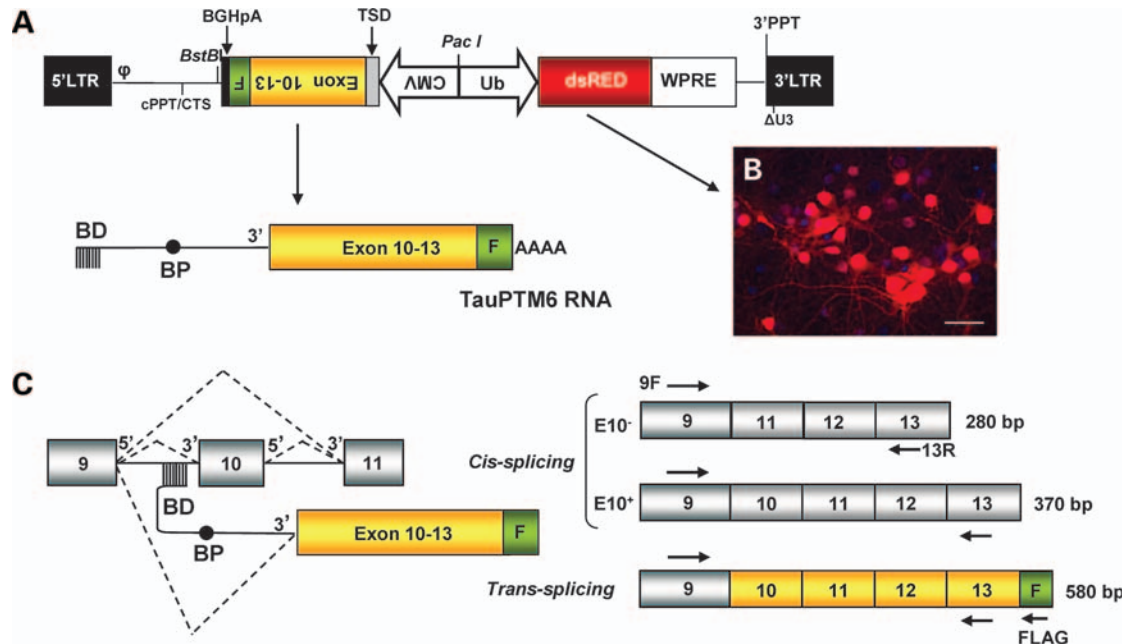 A
BGHpA
TSD
3'PPT
BstB
Pac I
5'LTR
φ
F
Exon 10-13
CMV
Ub
dsRED
WPRE
3'LTR
cPPT/CTS
ΔU3
B
BD
BP
3'
Exon 10-13
F
AAAA
TauPTM6 RNA
C
9
5'
3'
10
5'
3'
11
BD
BP
3'
Exon 10-13
F
Cis-splicing
9F
E10-
9 11 12 13
280 bp
13R
E10+
9 10 11 12 13
370 bp
Trans-splicing
9 10 11 12 13 F
580 bp
FLAG